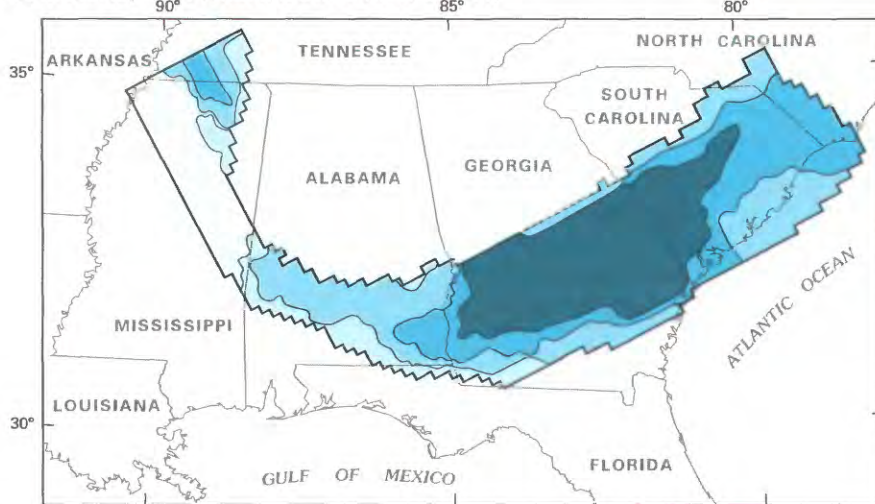 90°
85°
80°
35°
ARKANSAS
TENNESSEE
NORTH CAROLINA
SOUTH
CAROLINA
ALABAMA
GEORGIA
MISSISSIPPI
ATLANTIC OCEAN
30°
LOUISIANA
FLORIDA
GULF OF MEXICO